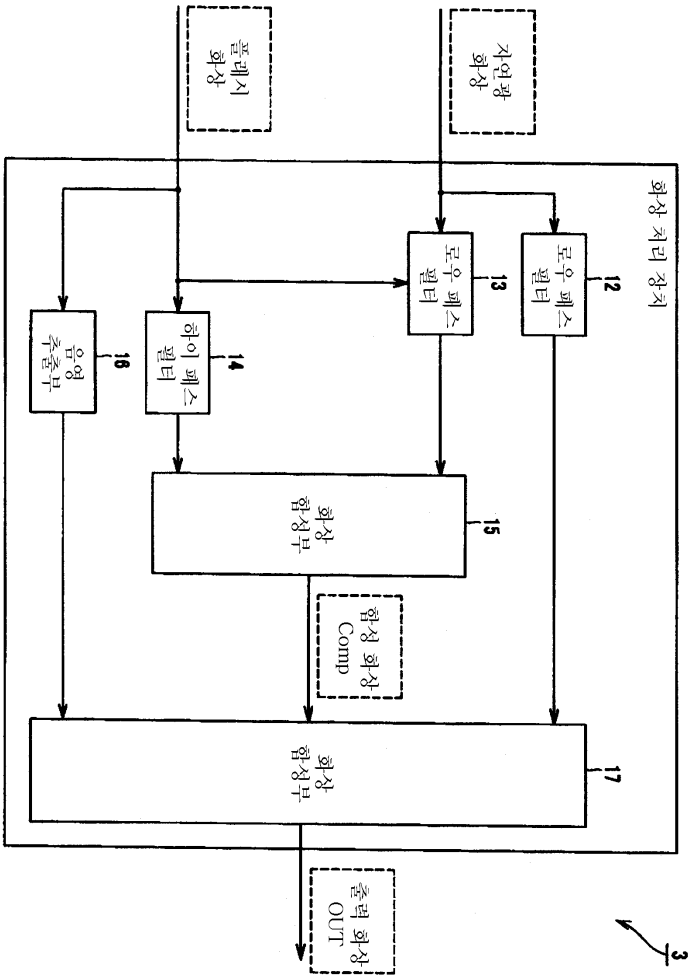 3
화상 처리 장치
12
로우 패스
필터
17
자연광
화상
13
로우 패스
필터
15
화상
합성부
합성 화상
Comp
화상
합성부
출력 화상
OUT
플래시
화상
14
하이 패스
필터
16
음영
추출부